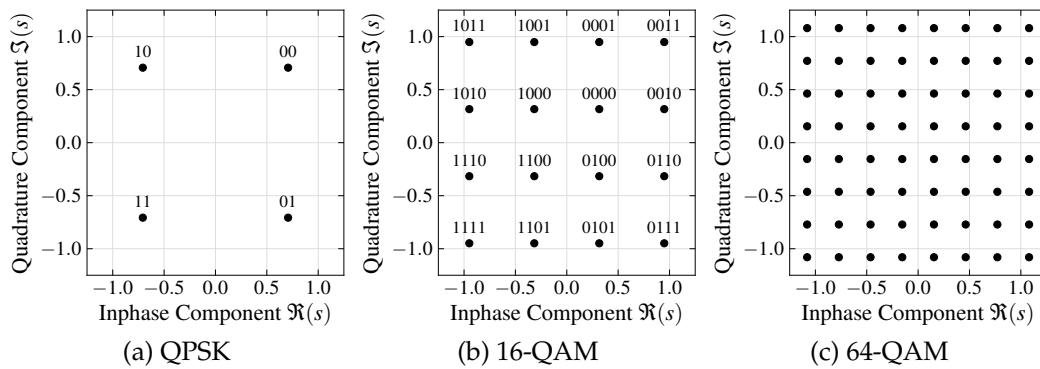 Quadrature Component ℑ(s)
1.0
0.5
0.0
−0.5
−1.0
10 00
11 01
−1.0 −0.5 0.0 0.5 1.0
Inphase Component ℜ(s)
(a) QPSK
Quadrature Component ℑ(s)
1.0
0.5
0.0
−0.5
−1.0
1011 1001 0001 0011
1010 1000 0000 0010
1110 1100 0100 0110
1111 1101 0101 0111
−1.0 −0.5 0.0 0.5 1.0
Inphase Component ℜ(s)
(b) 16-QAM
Quadrature Component ℑ(s)
1.0
0.5
0.0
−0.5
−1.0
−1.0 −0.5 0.0 0.5 1.0
Inphase Component ℜ(s)
(c) 64-QAM